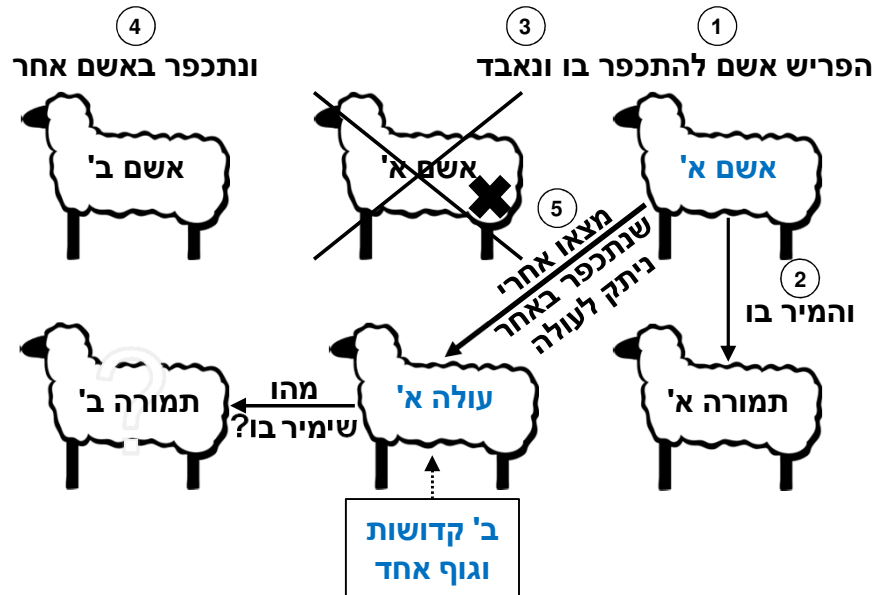 1
הפריש אשם להתכפר בו ונאבד
3
4
ונתכפר באשם אחר
אשם א'
אשם א'
אשם ב'
2
והמיר בו
5
מצאו אחרי
שנתכפר באחר
ניתק לעולה
תמורה א'
עולה א'
מהו
שימיר בו?
תמורה ב'
?
ב' קדושות
וגוף אחד